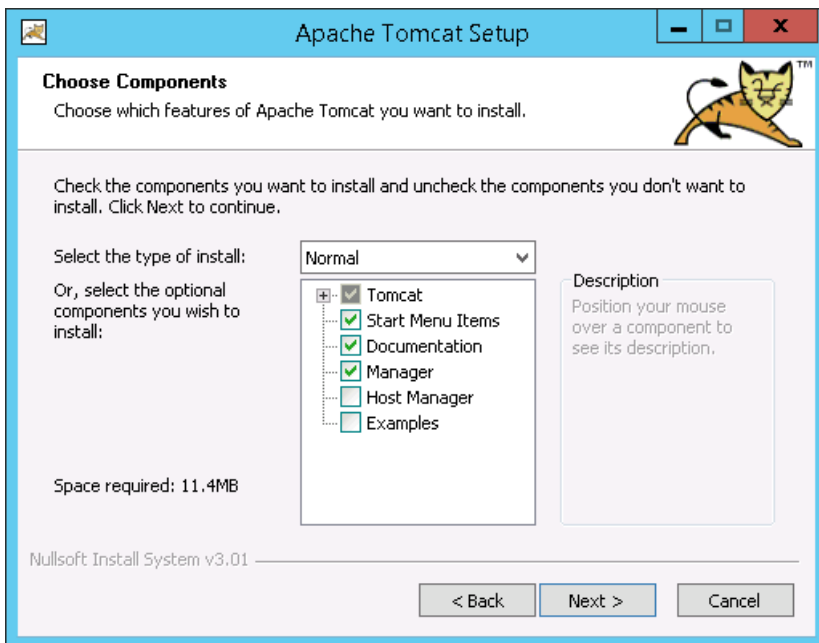 Apache Tomcat Setup
Choose Components
Choose which features of Apache Tomcat you want to install.
TM
Check the components you want to install and uncheck the components you don't want to
install. Click Next to continue.
Select the type of install:
Normal
Or, select the optional
components you wish to
install:
Tomcat
Start Menu Items
Documentation
Manager
Host Manager
Examples
Description
Position your mouse
over a component to
see its description.
Space required: 11.4MB
Nullsoft Install System v3.01
< Back
Next >
Cancel